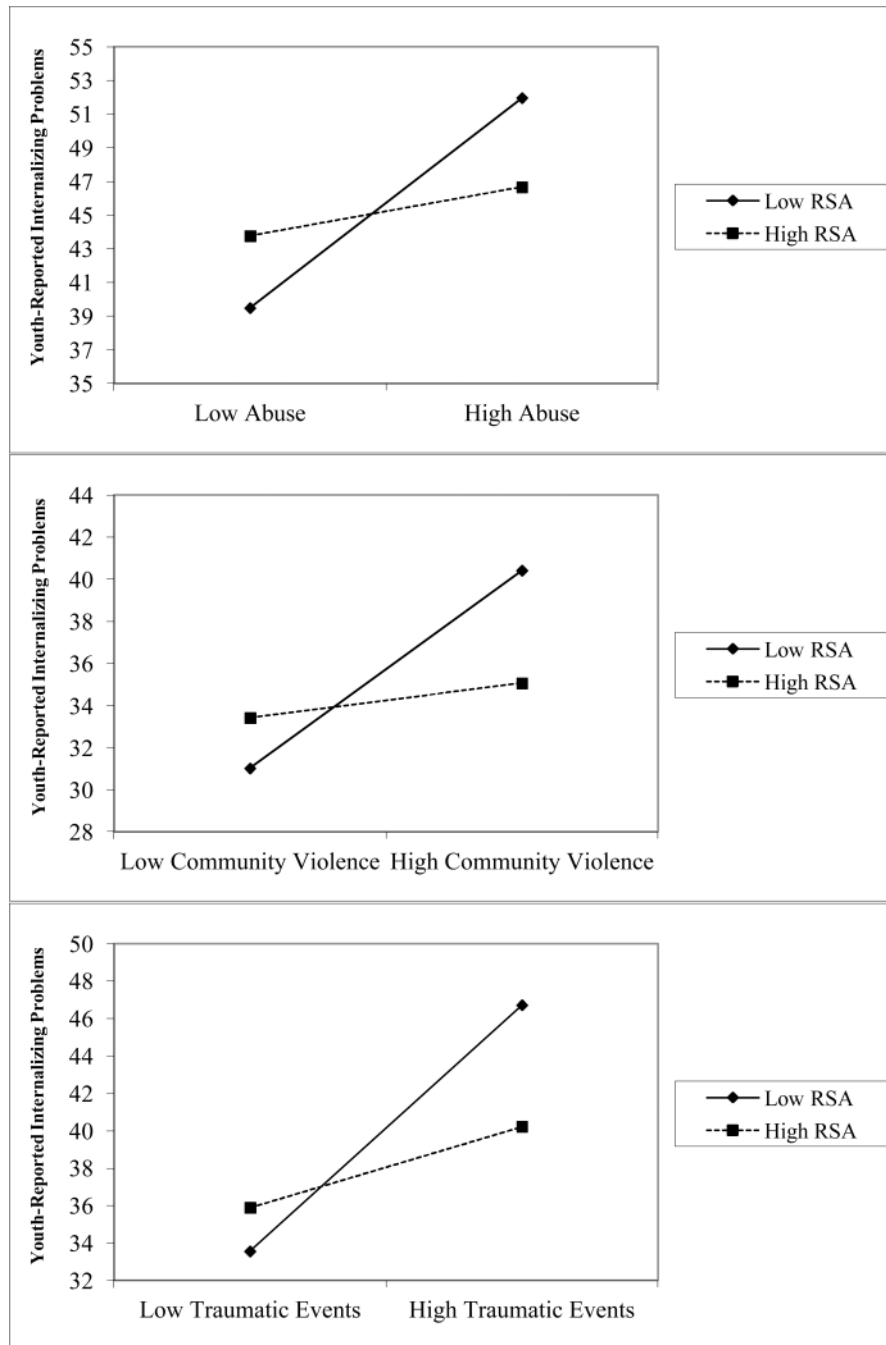 Youth-Reported Internalizing Problems
55
53
51
49
47
45
43
41
39
37
35
Low Abuse High Abuse
Low RSA
High RSA
Youth-Reported Internalizing Problems
44
42
40
38
36
34
32
30
28
Low Community Violence High Community Violence
Low RSA
High RSA
Youth-Reported Internalizing Problems
50
48
46
44
42
40
38
36
34
32
Low Traumatic Events High Traumatic Events
Low RSA
High RSA